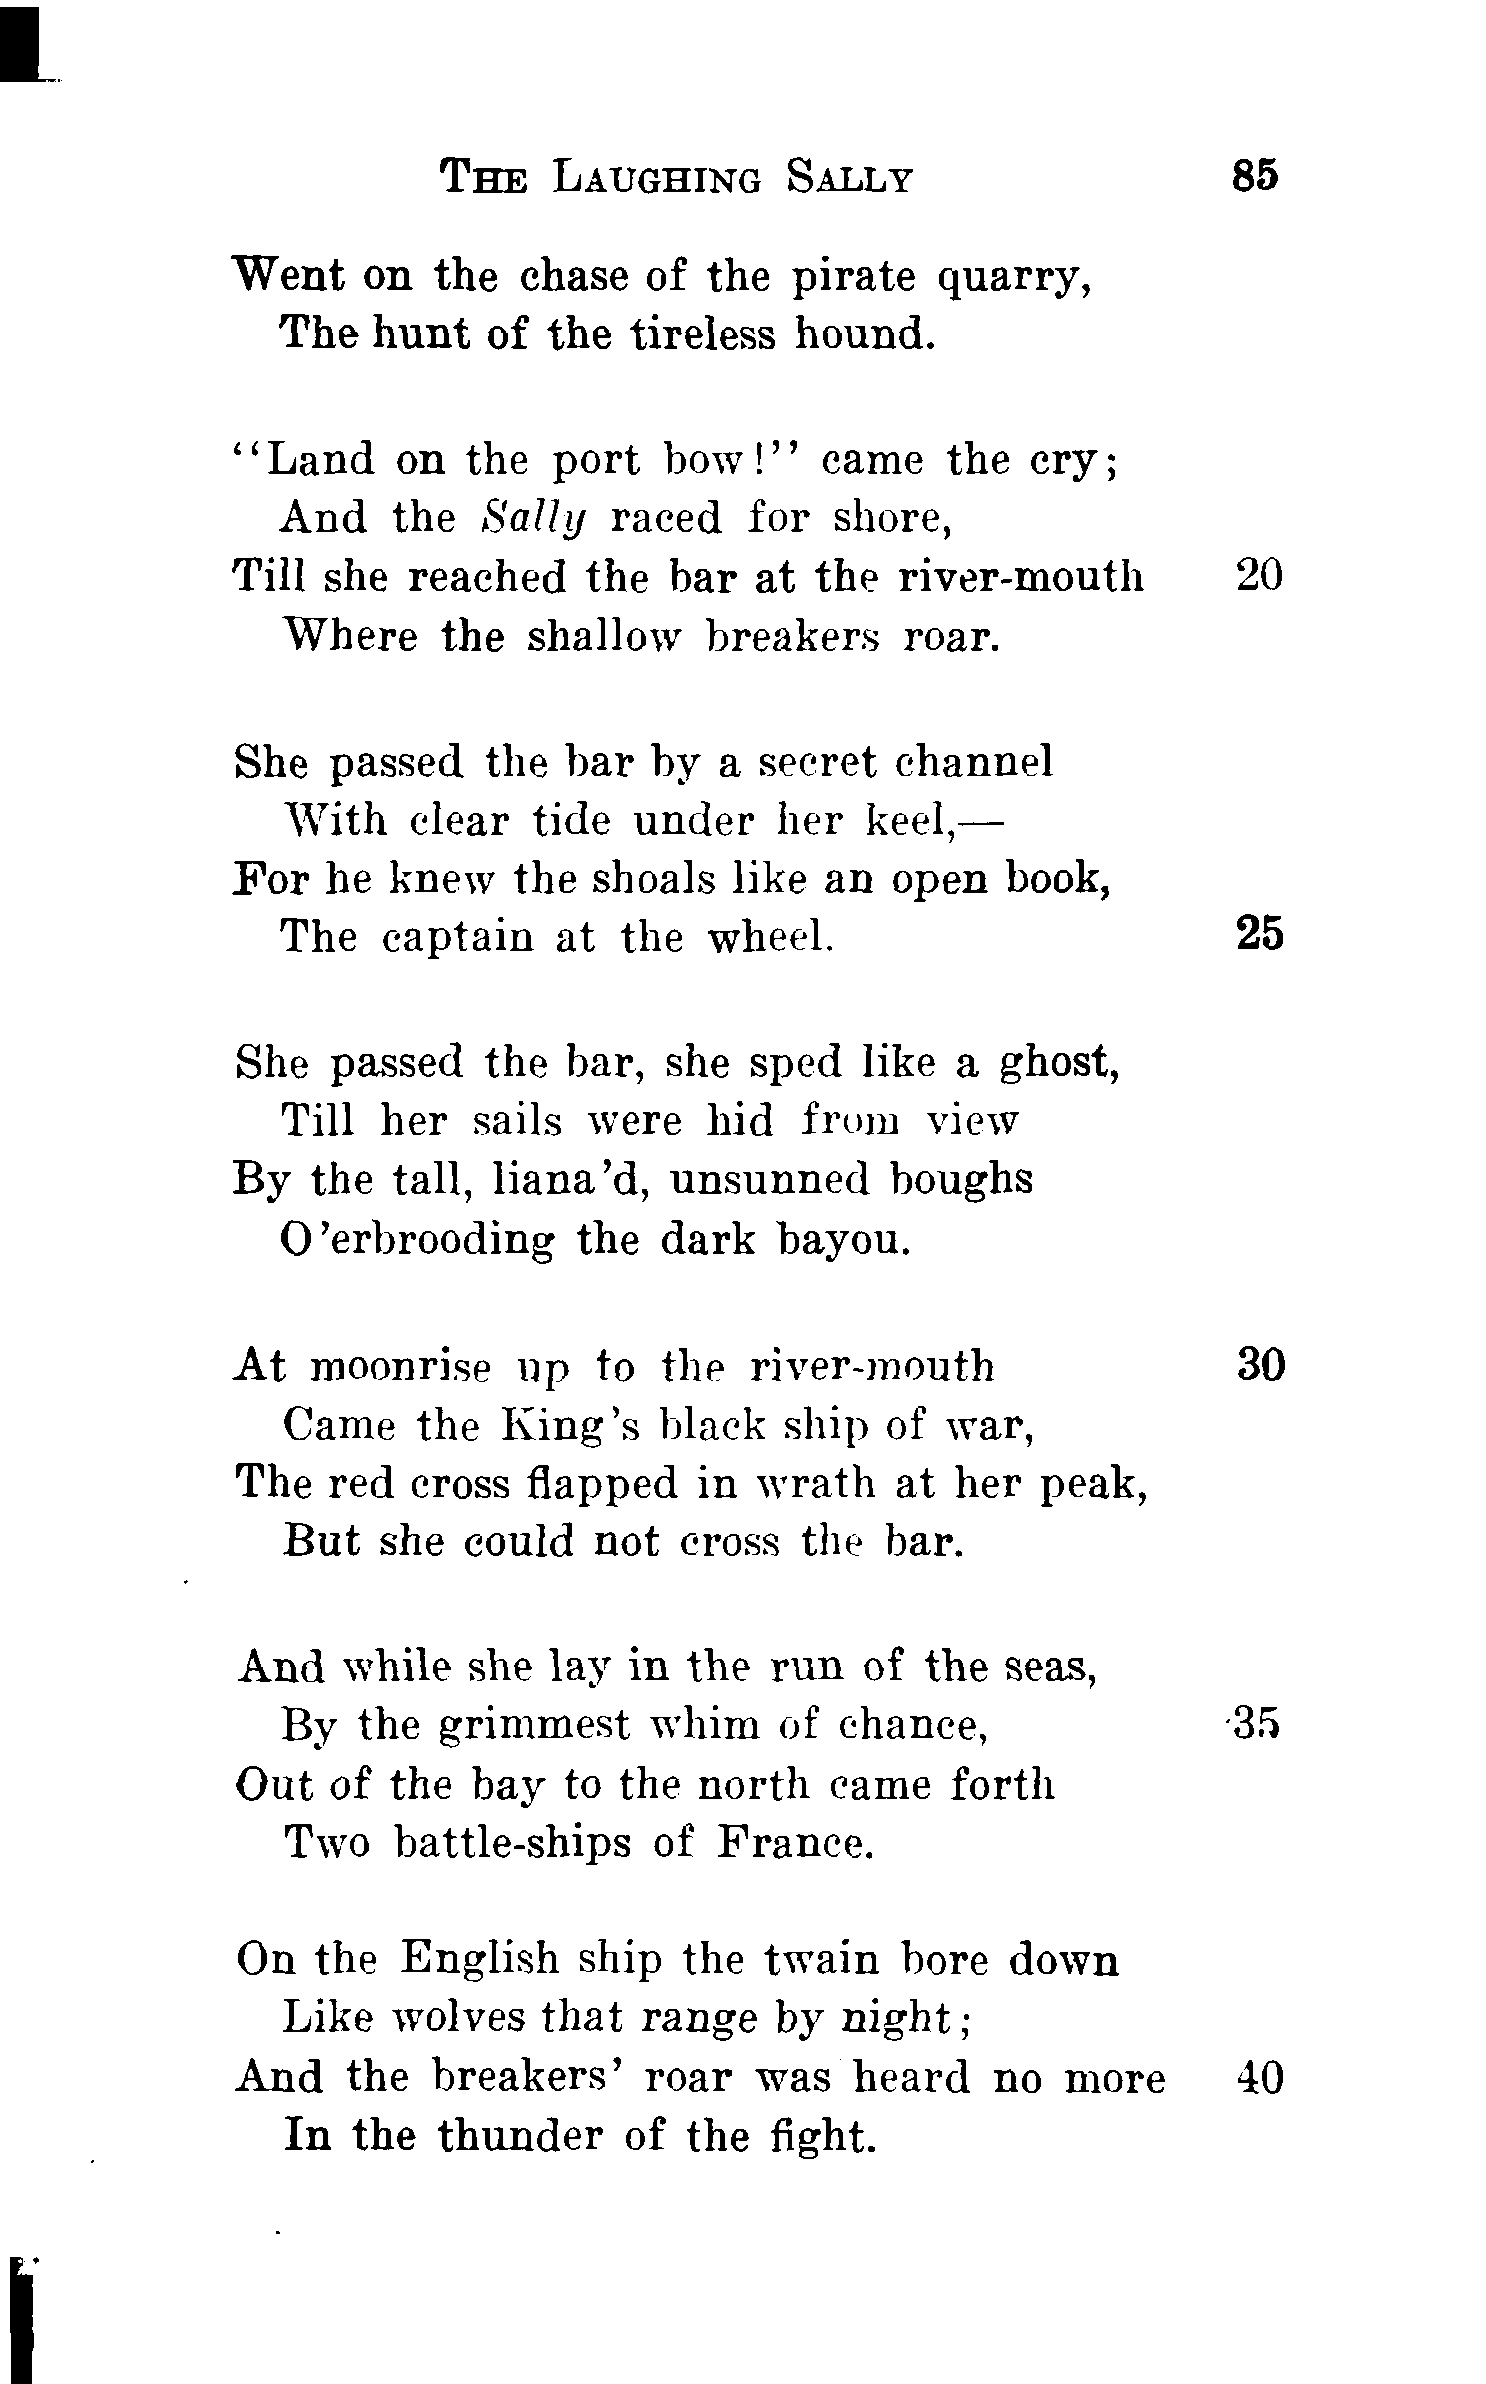 THE LAUGHING SALLY 85
Went on the chase of the pirate quarry,
The hunt of the tireless hound.
"Land on the port bow!" came the cry;
And the Sally raced for shore,
Till she reached the bar at the river-mouth 20
Where the shallow breakers roar.
She passed the bar by a secret channel
With clear tide under her keel,—
For he knew the shoals like an open book,
The captain at the wheel. 25
She passed the bar, she sped like a ghost,
Till her sails were hid from view
By the tall, liana'd, unsunned boughs
O'erbrooding the dark bayou.
At moonrise up to the river-mouth 30
Came the King's black ship of war,
The red cross flapped in wrath at her peak,
But she could not cross the bar.
And while she lay in the run of the seas,
By the grimmest whim of chance, 35
Out of the bay to the north came forth
Two battle-ships of France.
On the English ship the twain bore down
Like wolves that range by night;
And the breakers' roar was heard no more 40
In the thunder of the fight.